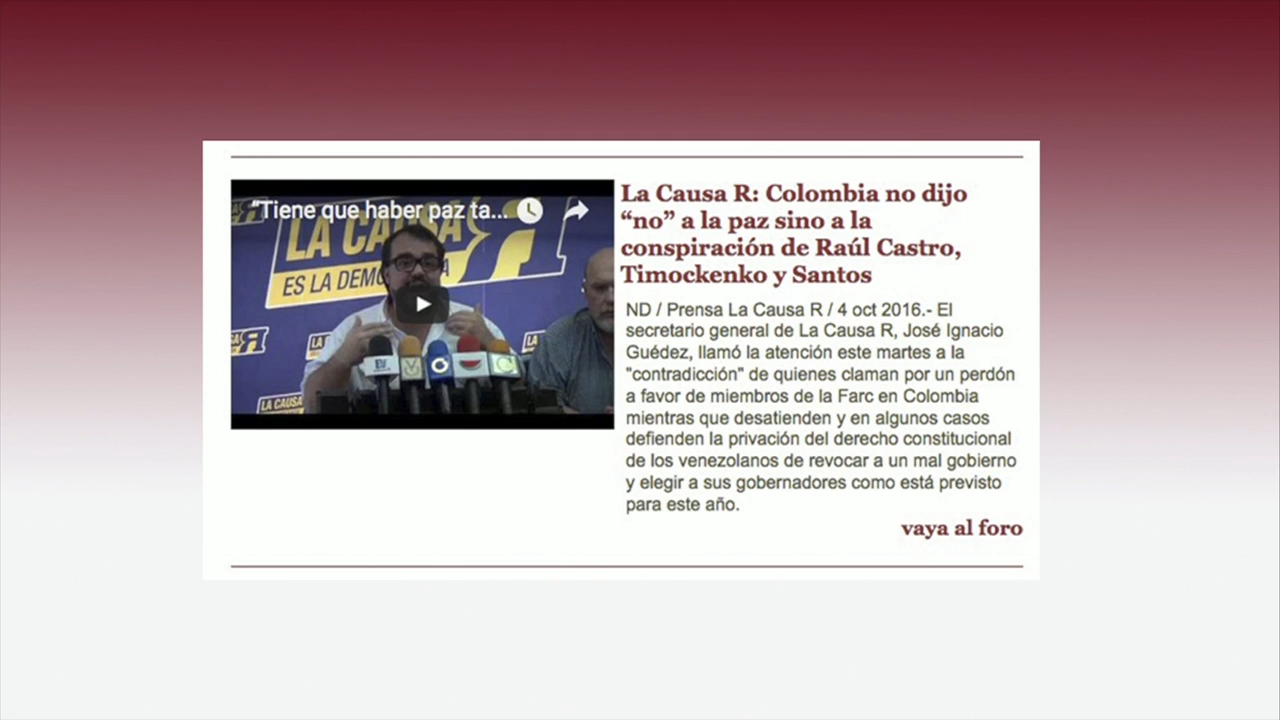 "Tiene que haber paz ta...
LA CAUSA R
ES LA DEMO
LA CAUSA
La Causa R: Colombia no dijo
“no” a la paz sino a la
conspiración de Raúl Castro,
Timockenko y Santos
ND / Prensa La Causa R / 4 oct 2016.- El
secretario general de La Causa R, José Ignacio
Guédez, llamó la atención este martes a la
"contradicción" de quienes claman por un perdón
a favor de miembros de la Farc en Colombia
mientras que desatienden y en algunos casos
defienden la privación del derecho constitucional
de los venezolanos de revocar a un mal gobierno
y elegir a sus gobernadores como está previsto
para este año.
vaya al foro